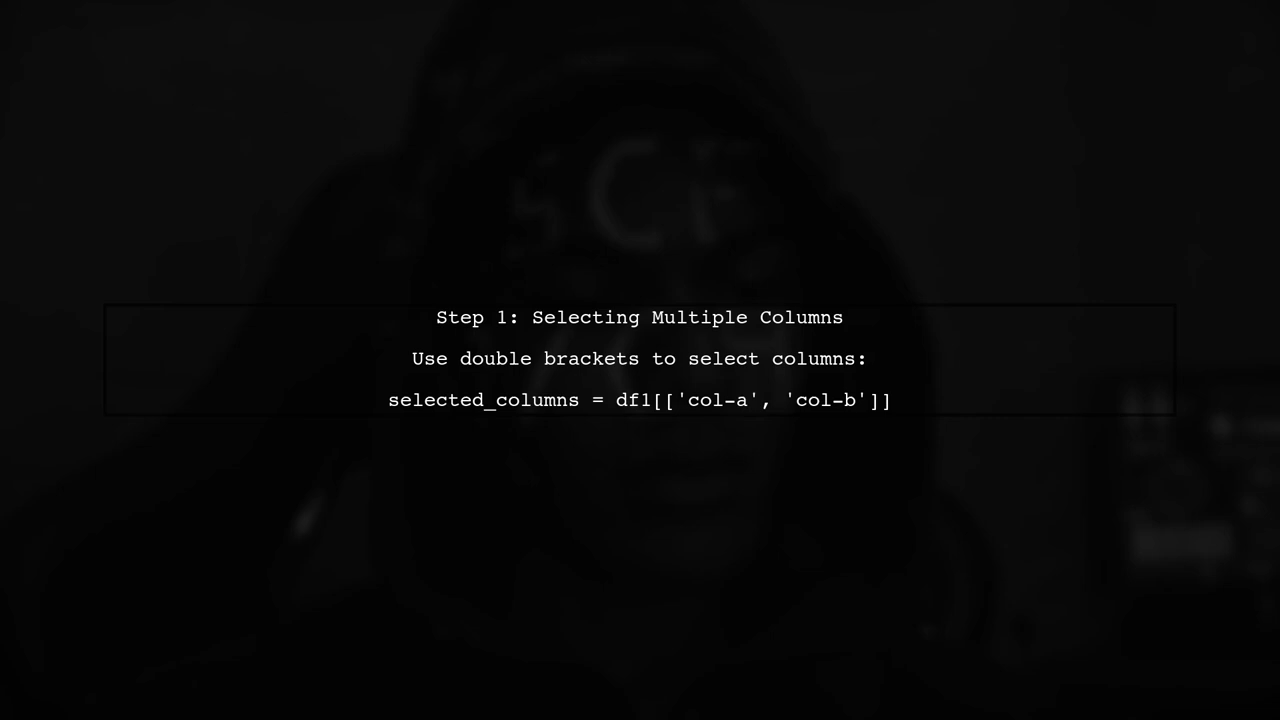 Step 1: Selecting Multiple Columns
Use double brackets to select columns:
selected_columns = df1[['col-a', 'col-b']]